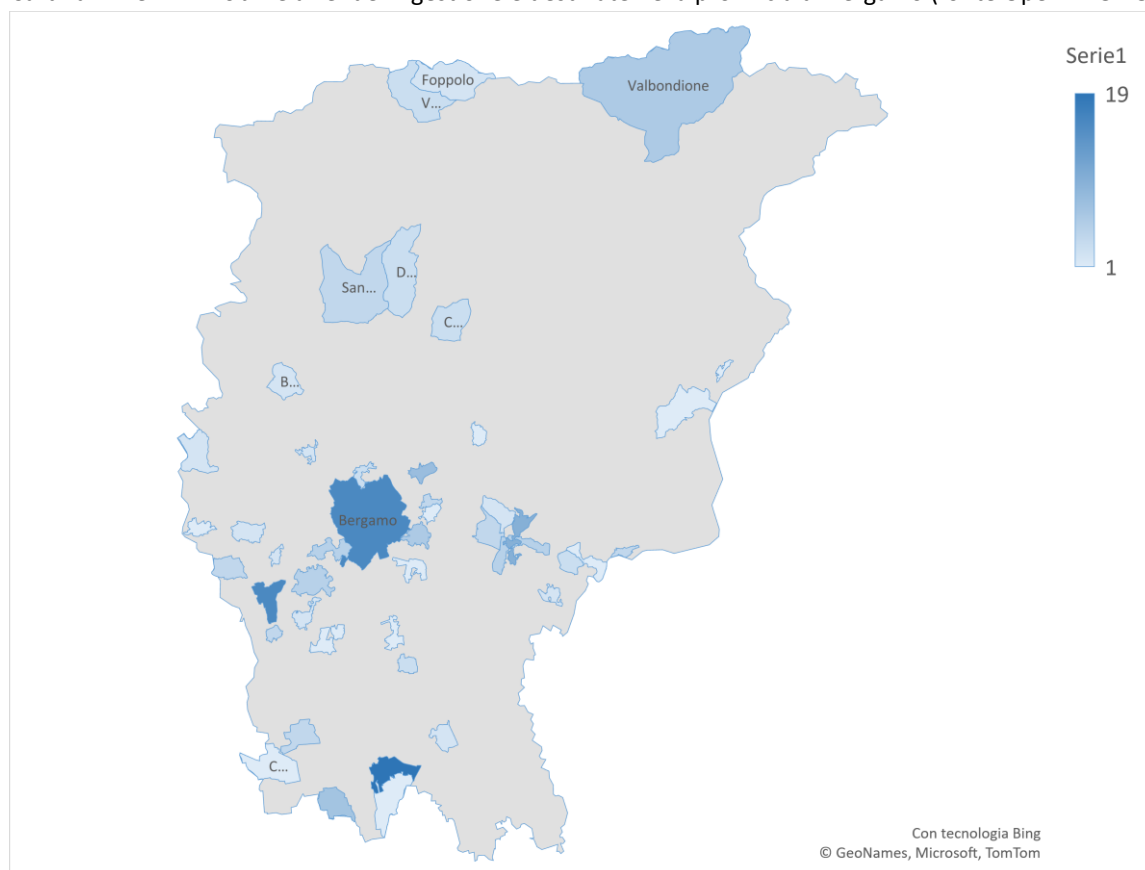 Foppolo
V...
Valbondione
Serie1
19
1
D...
San...
C...
B...
Bergamo
C...
Con tecnologia Bing
© GeoNames, Microsoft, TomTom